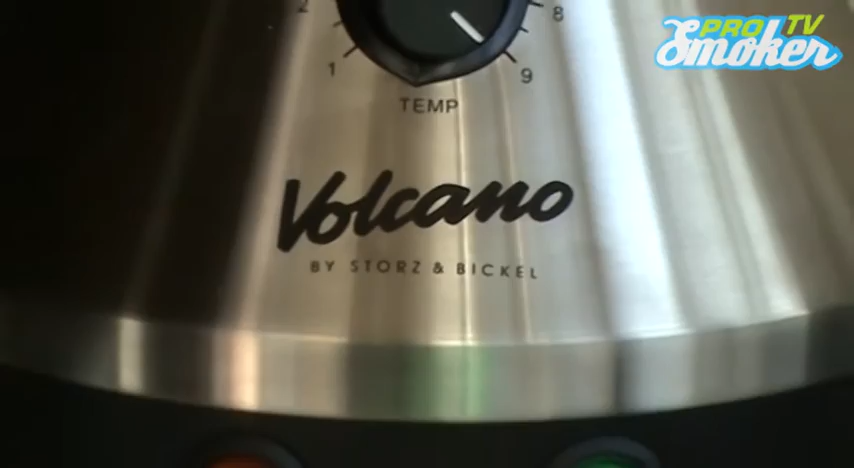 PRO TV
Smoker
2
8
1
9
TEMP
Volcano
BY STORZ & BICKEL